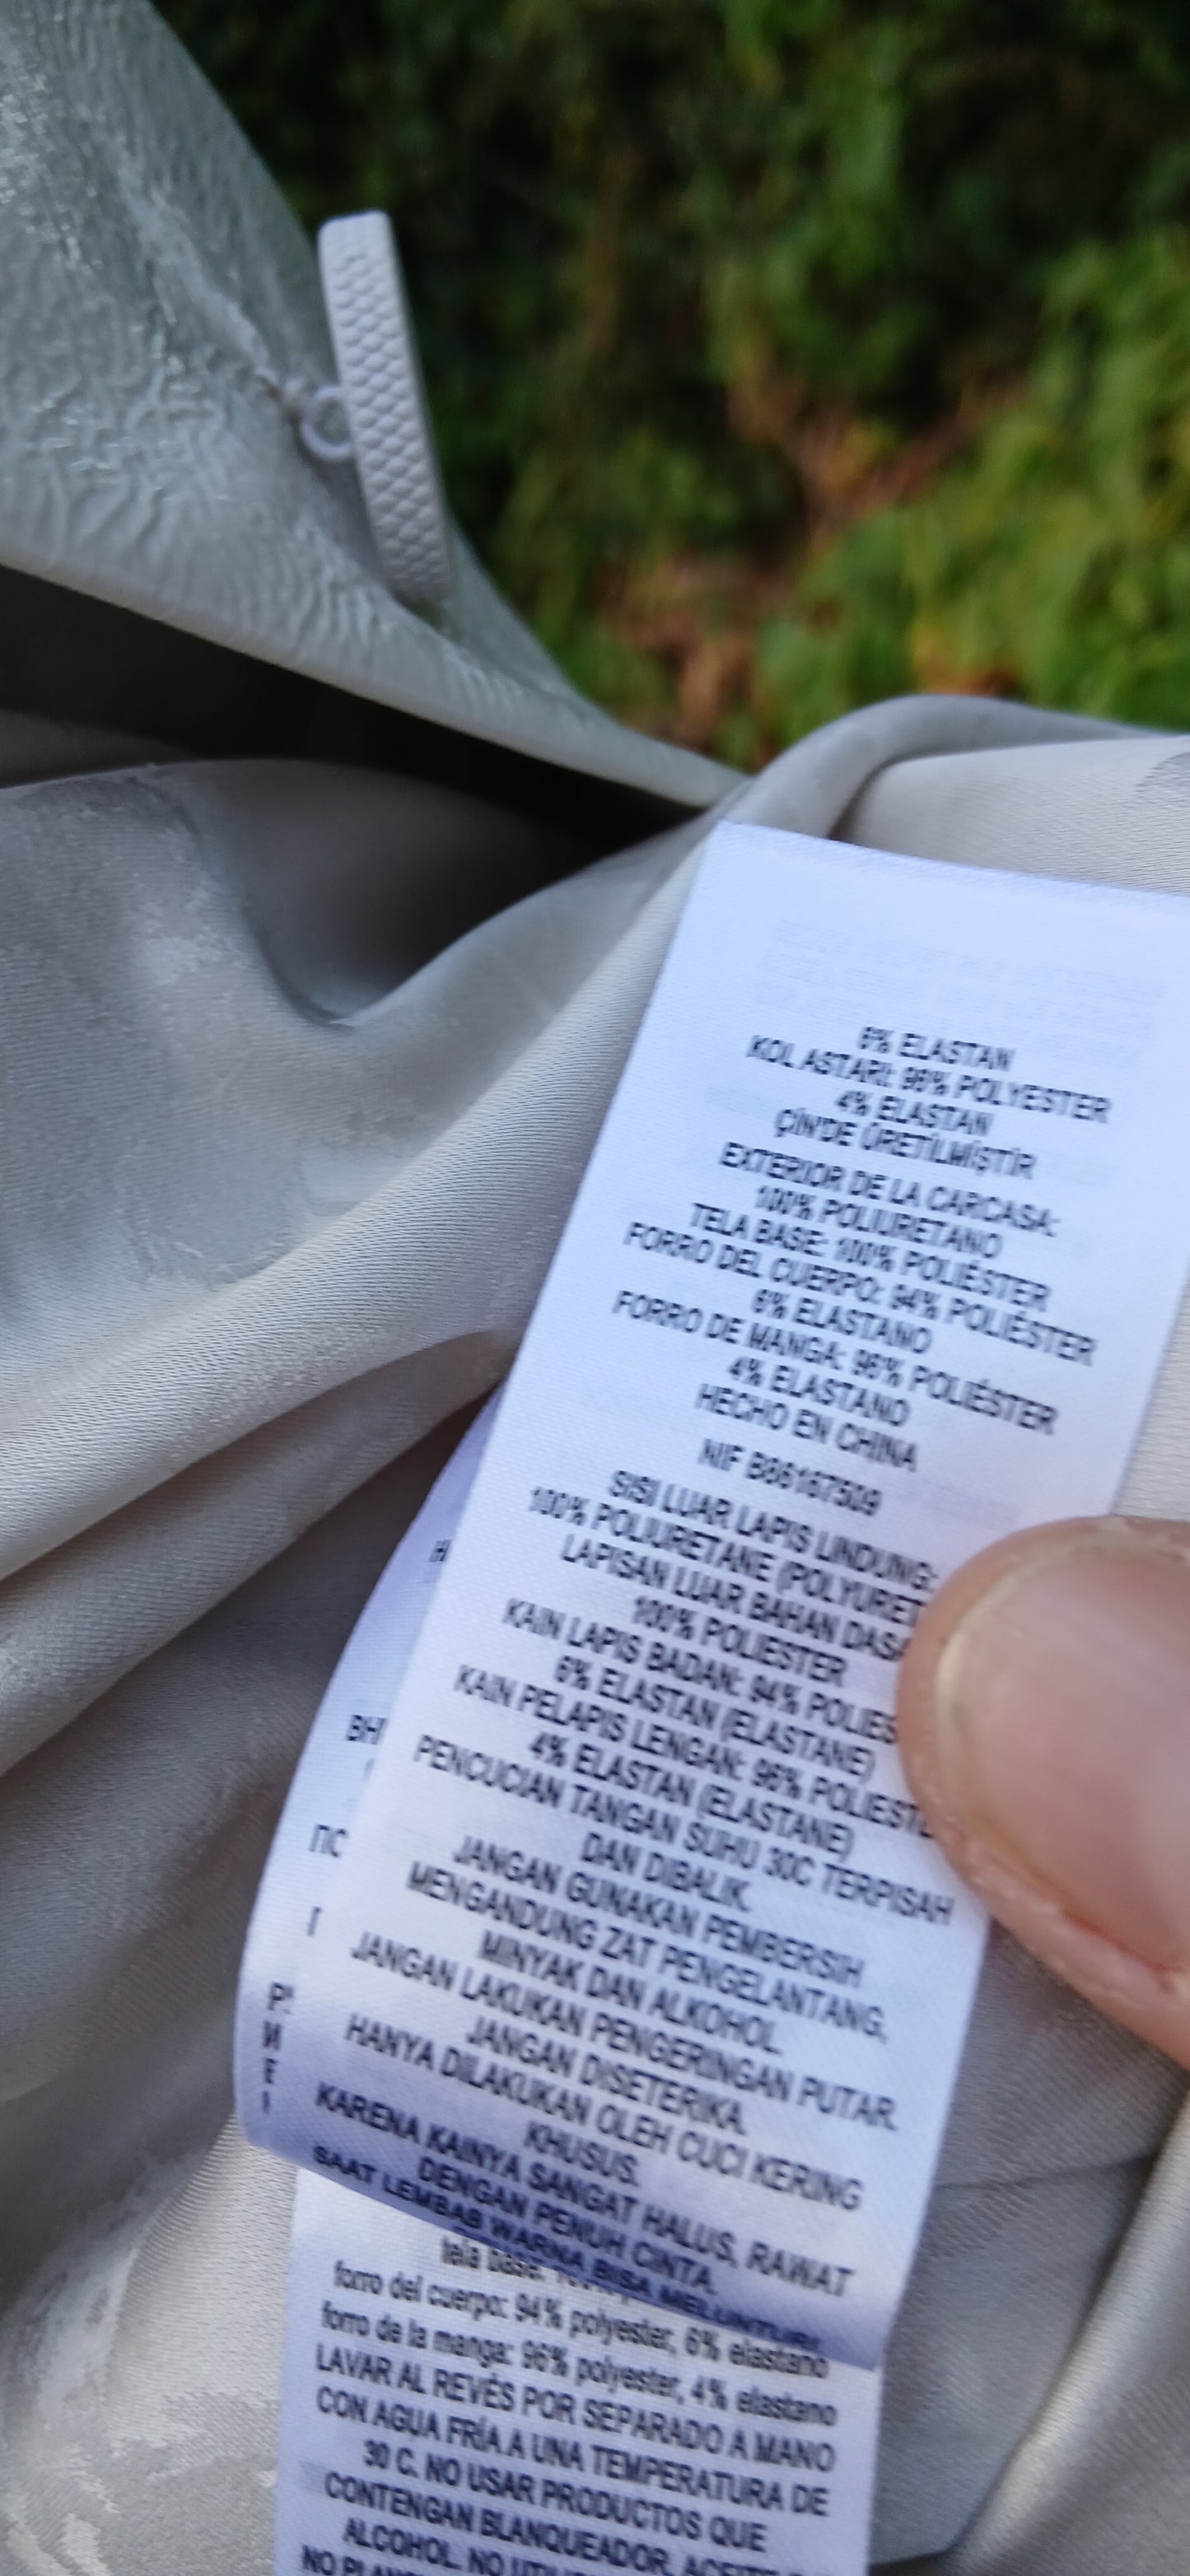 6% ELASTAN
KOL ASTARI: 96% POLYESTER
4% ELASTAN
ÇİN'DE ÜRETİLMİŞTİR
EXTERIOR DE LA CARCASA:
100% POLIURETANO
TELA BASE: 100% POLIÉSTER
FORRO DEL CUERPO: 94% POLIÉSTER
6% ELASTANO
FORRO DE MANGA: 96% POLIÉSTER
4% ELASTANO
HECHO EN CHINA
NIF B88167509
SISI LUAR LAPIS LINDUNG:
100% POLIURETANE (POLYURET
LAPISAN LUAR BAHAN DASA
100% POLIESTER
KAIN LAPIS BADAN: 94% POLIES
6% ELASTAN (ELASTANE)
KAIN PELAPIS LENGAN: 96% POLIESTE
4% ELASTAN (ELASTANE)
PENCUCIAN TANGAN SUHU 30C TERPISAH
DAN DIBALIK.
JANGAN GUNAKAN PEMBERSIH
MENGANDUNG ZAT PENGELANTANG,
MINYAK DAN ALKOHOL.
JANGAN LAKUKAN PENGERINGAN PUTAR.
JANGAN DISETERIKA.
HANYA DILAKUKAN OLEH CUCI KERING
KHUSUS.
KARENA KAINYA SANGAT HALUS, RAWAT
DENGAN PENUH CINTA.
SAAT LEMBAB WARNA BISA MELUNTUR.
tela base:
forro del cuerpo: 94% polyester, 6% elastano
forro de la manga: 96% polyester, 4% elastano
LAVAR AL REVÉS POR SEPARADO A MANO
CON AGUA FRÍA A UNA TEMPERATURA DE
30 C. NO USAR PRODUCTOS QUE
CONTENGAN BLANQUEADOR, ACEITE
ALCOHOL. NO